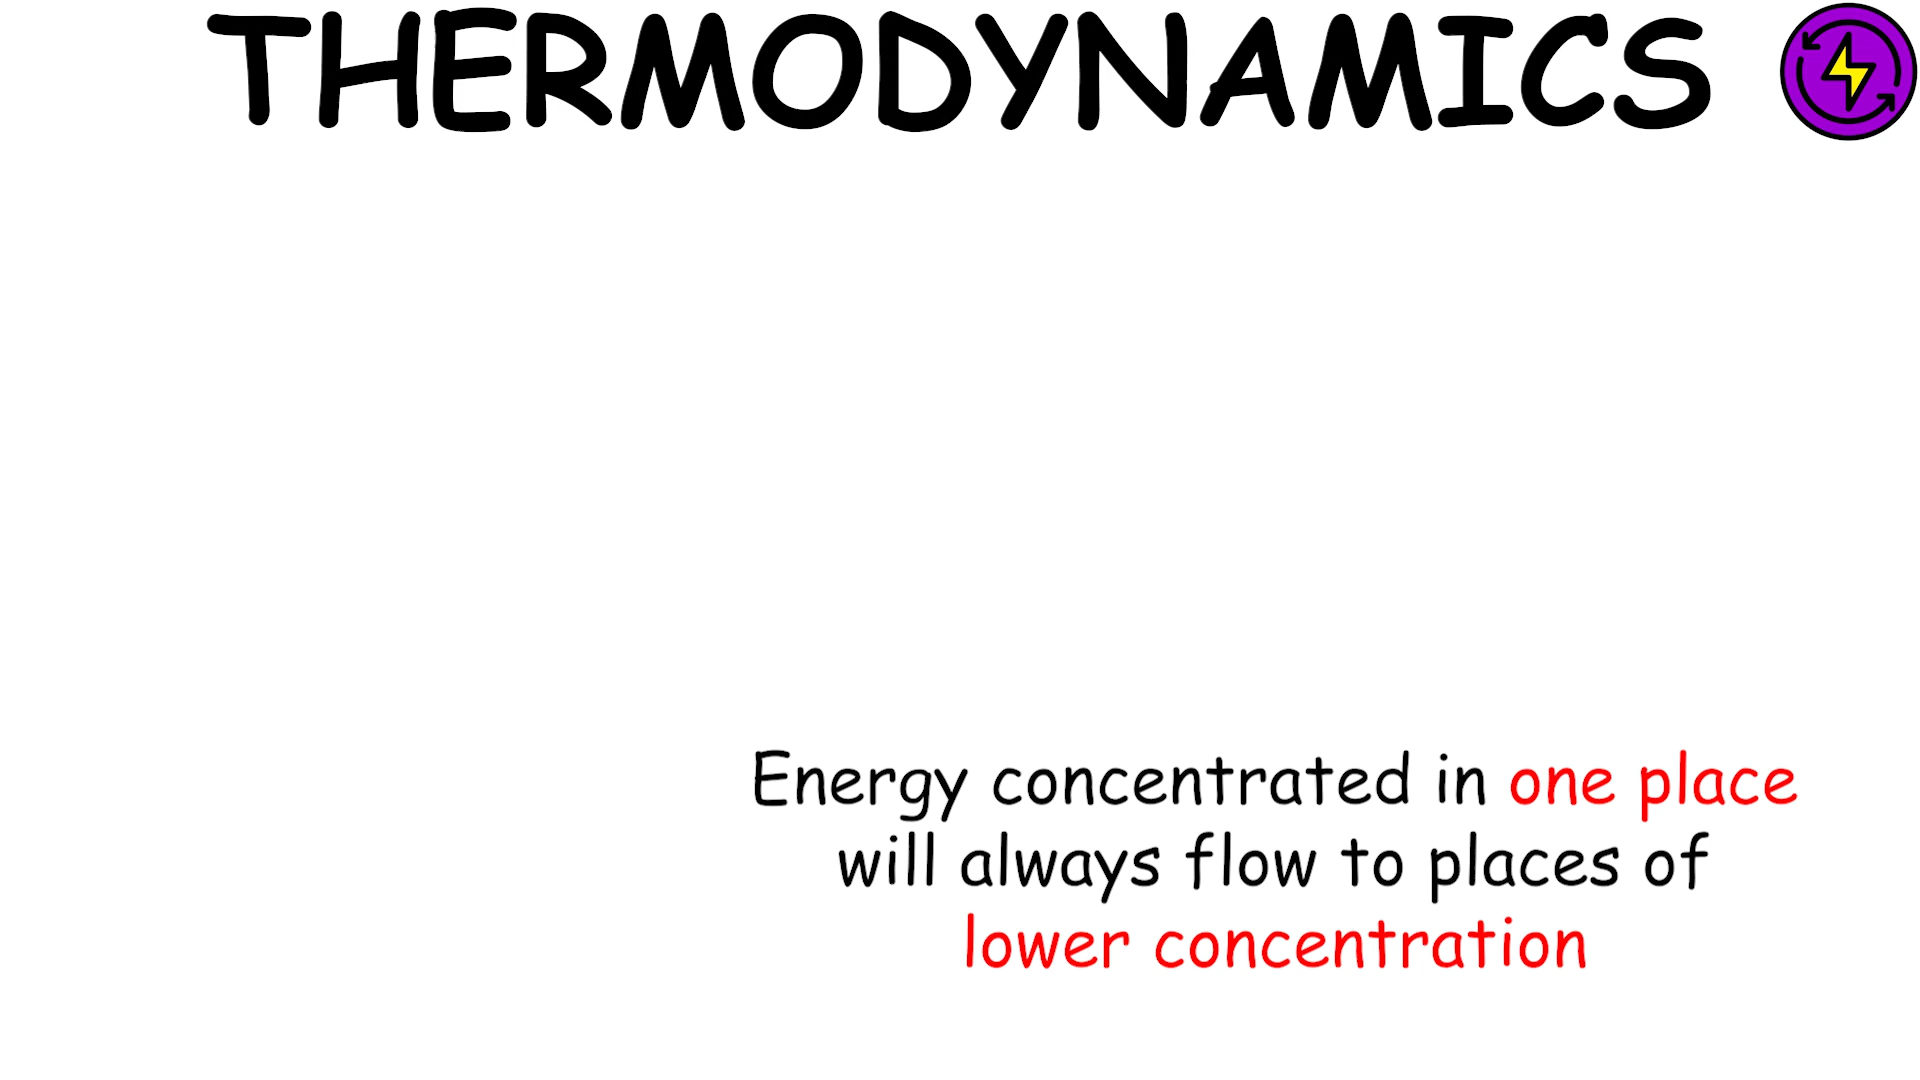 THERMODYNAMICS
Energy concentrated in one place
will always flow to places of
lower concentration